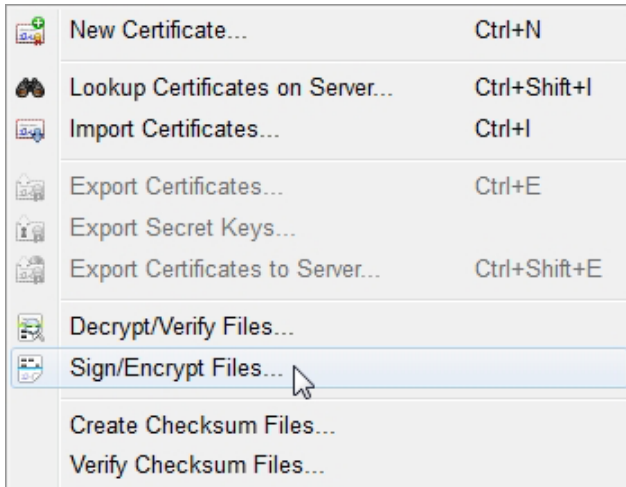 New Certificate... Ctrl+N
Lookup Certificates on Server... Ctrl+Shift+I
Import Certificates... Ctrl+I
Export Certificates... Ctrl+E
Export Secret Keys...
Export Certificates to Server... Ctrl+Shift+E
Decrypt/Verify Files...
Sign/Encrypt Files...
Create Checksum Files...
Verify Checksum Files...